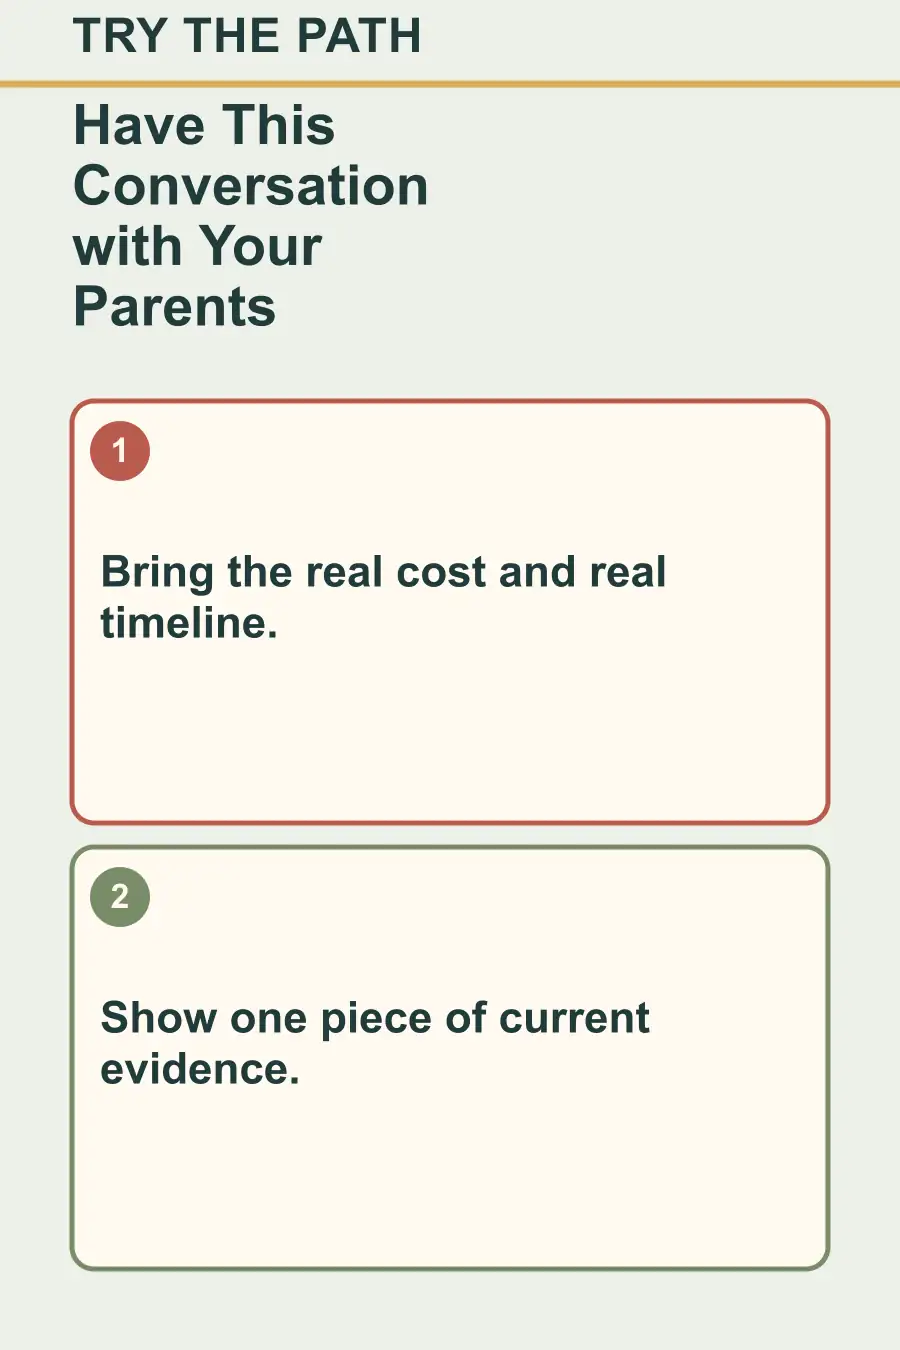 TRY THE PATH
Have This
Conversation
with Your
Parents
1
Bring the real cost and real
timeline.
2
Show one piece of current
evidence.